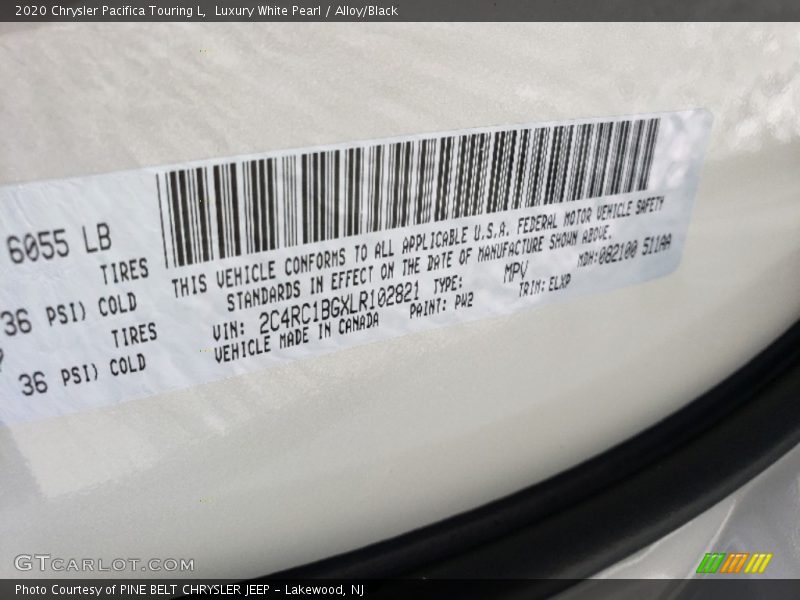 2020 Chrysler Pacifica Touring L, Luxury White Pearl / Alloy/Black
6055 LB
TIRES
36 PSI) COLD
TIRES
36 PSI) COLD
THIS VEHICLE CONFORMS TO ALL APPLICABLE U.S.A. FEDERAL MOTOR VEHICLE SAFETY
STANDARDS IN EFFECT ON THE DATE OF MANUFACTURE SHOWN ABOVE.
VIN: 2C4RC1BGXLR102821 TYPE: MPV MDH:082100 511AA
VEHICLE MADE IN CANADA PAINT: PW2 TRIM: ELXP
GTCARLOT.COM
Photo Courtesy of PINE BELT CHRYSLER JEEP - Lakewood, NJ